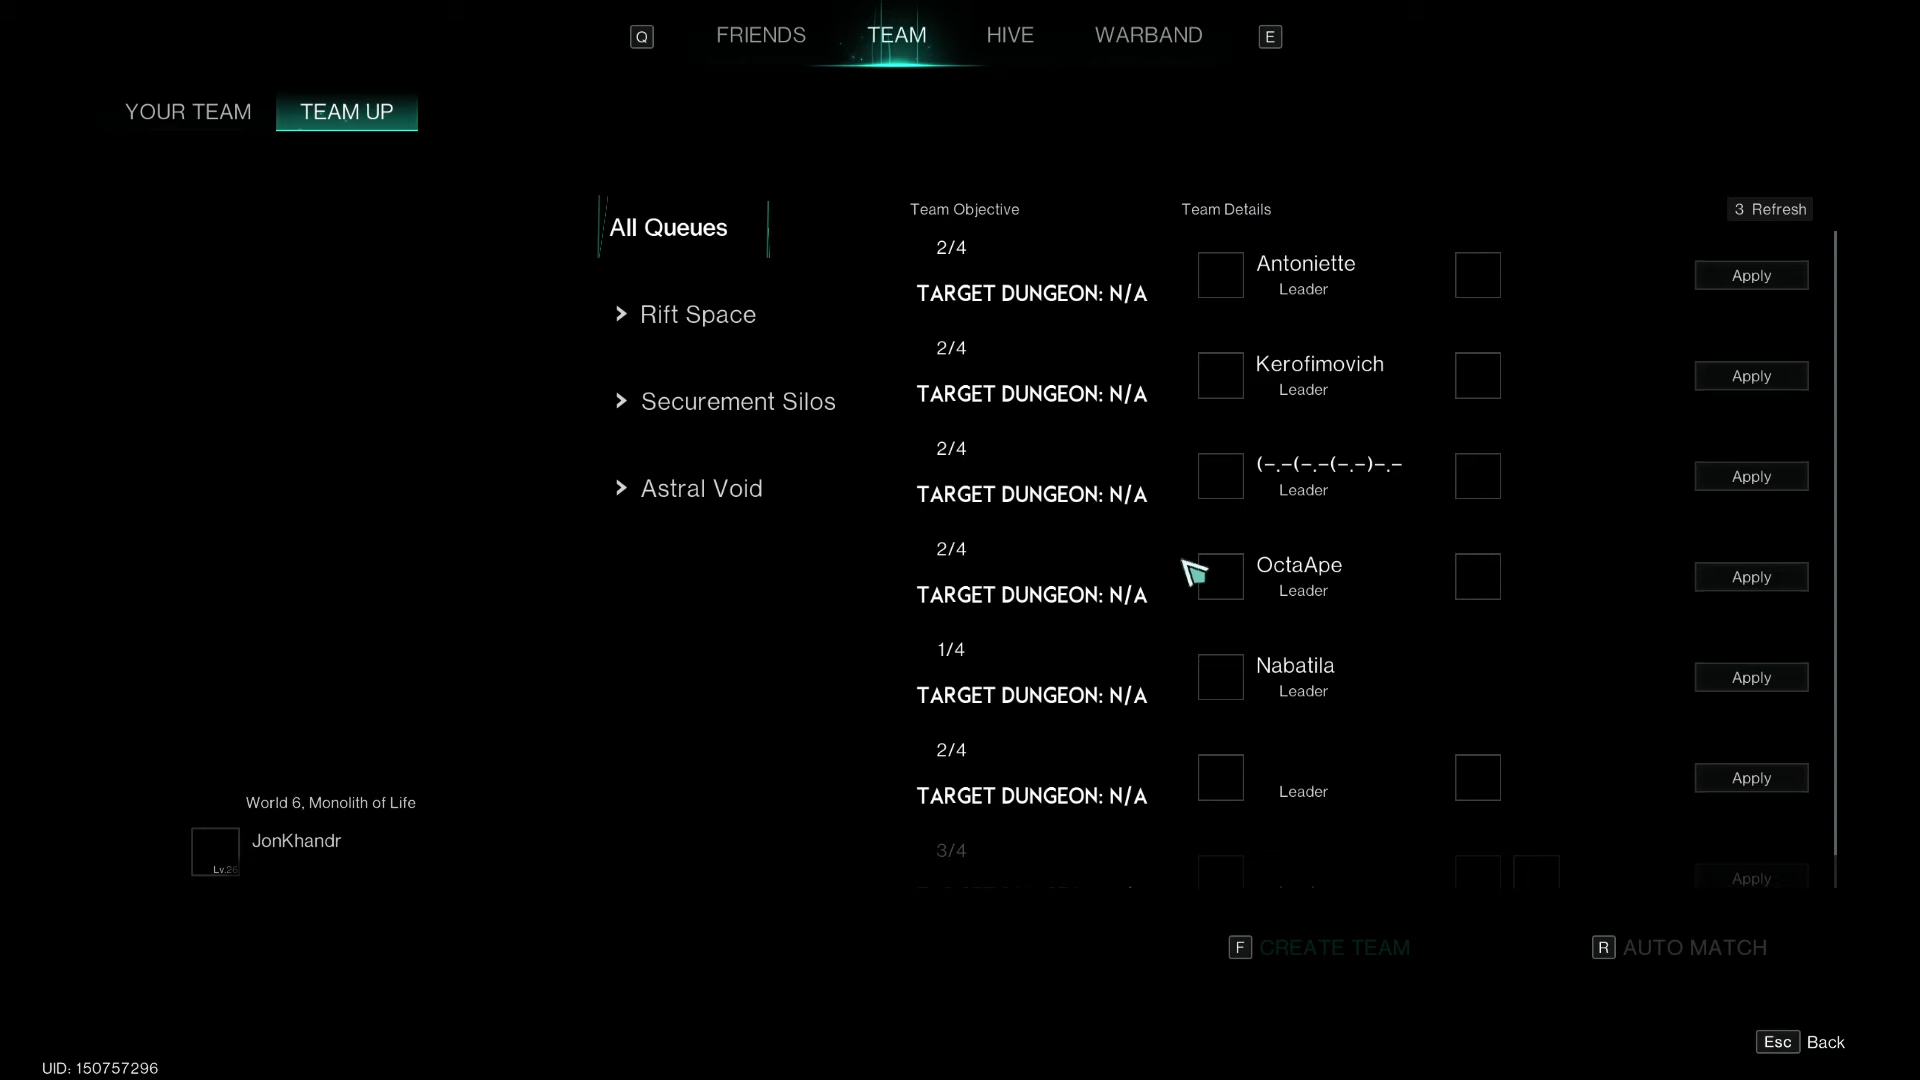 Q FRIENDS TEAM HIVE WARBAND E
YOUR TEAM TEAM UP
All Queues
Rift Space
Securement Silos
Astral Void
Team Objective Team Details 3 Refresh
2/4
TARGET DUNGEON: N/A
Antoniette
Leader
Apply
2/4
TARGET DUNGEON: N/A
Kerofimovich
Leader
Apply
2/4
TARGET DUNGEON: N/A
(-.-(-.-(-.-)-.-
Leader
Apply
2/4
TARGET DUNGEON: N/A
OctaApe
Leader
Apply
1/4
TARGET DUNGEON: N/A
Nabatila
Leader
Apply
2/4
TARGET DUNGEON: N/A
Leader
Apply
3/4
Apply
World 6, Monolith of Life
JonKhandr
Lv.26
F CREATE TEAM
R AUTO MATCH
Esc Back
UID: 150757296